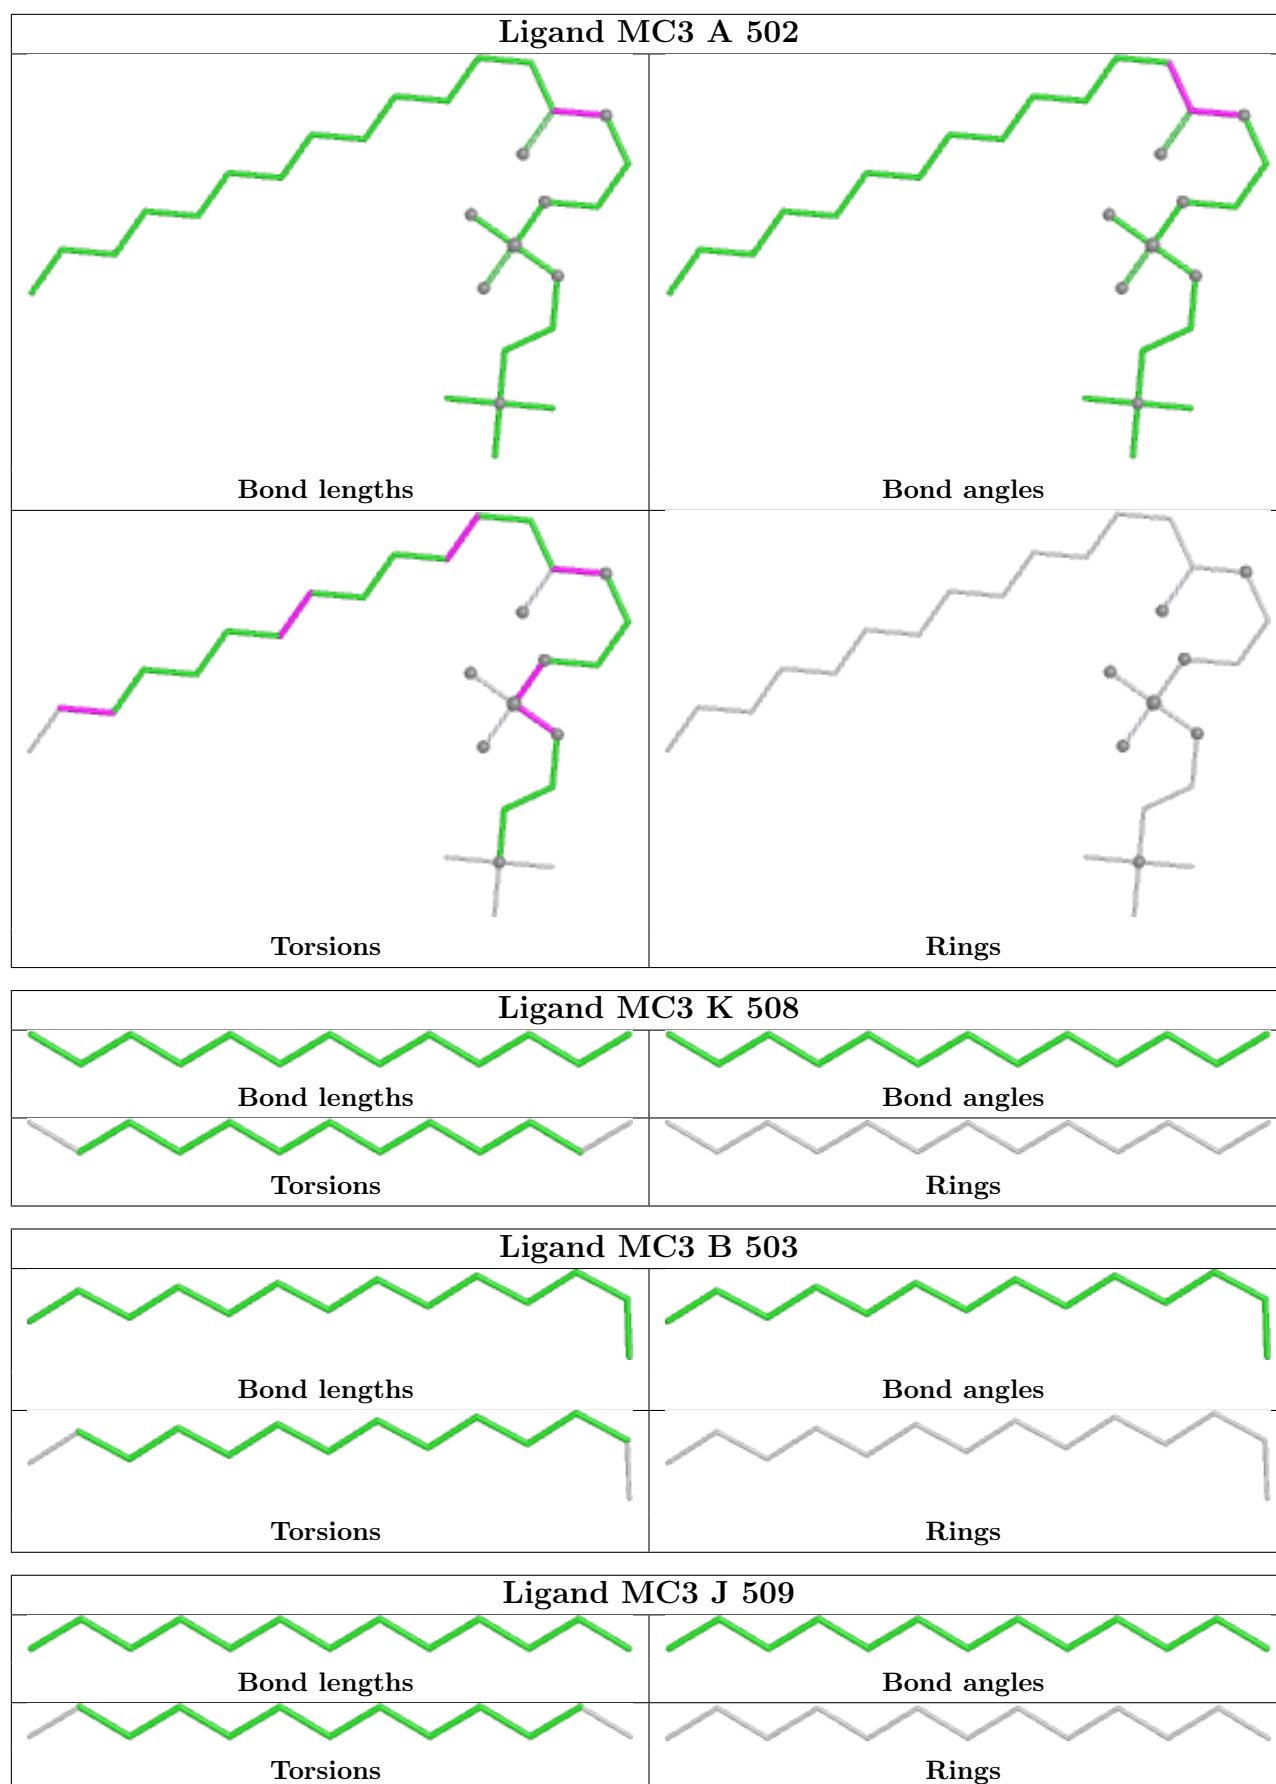 Ligand MC3 A 502
Bond lengths
Bond angles
Torsions
Rings
Ligand MC3 K 508
Bond lengths
Bond angles
Torsions
Rings
Ligand MC3 B 503
Bond lengths
Bond angles
Torsions
Rings
Ligand MC3 J 509
Bond lengths
Bond angles
Torsions
Rings